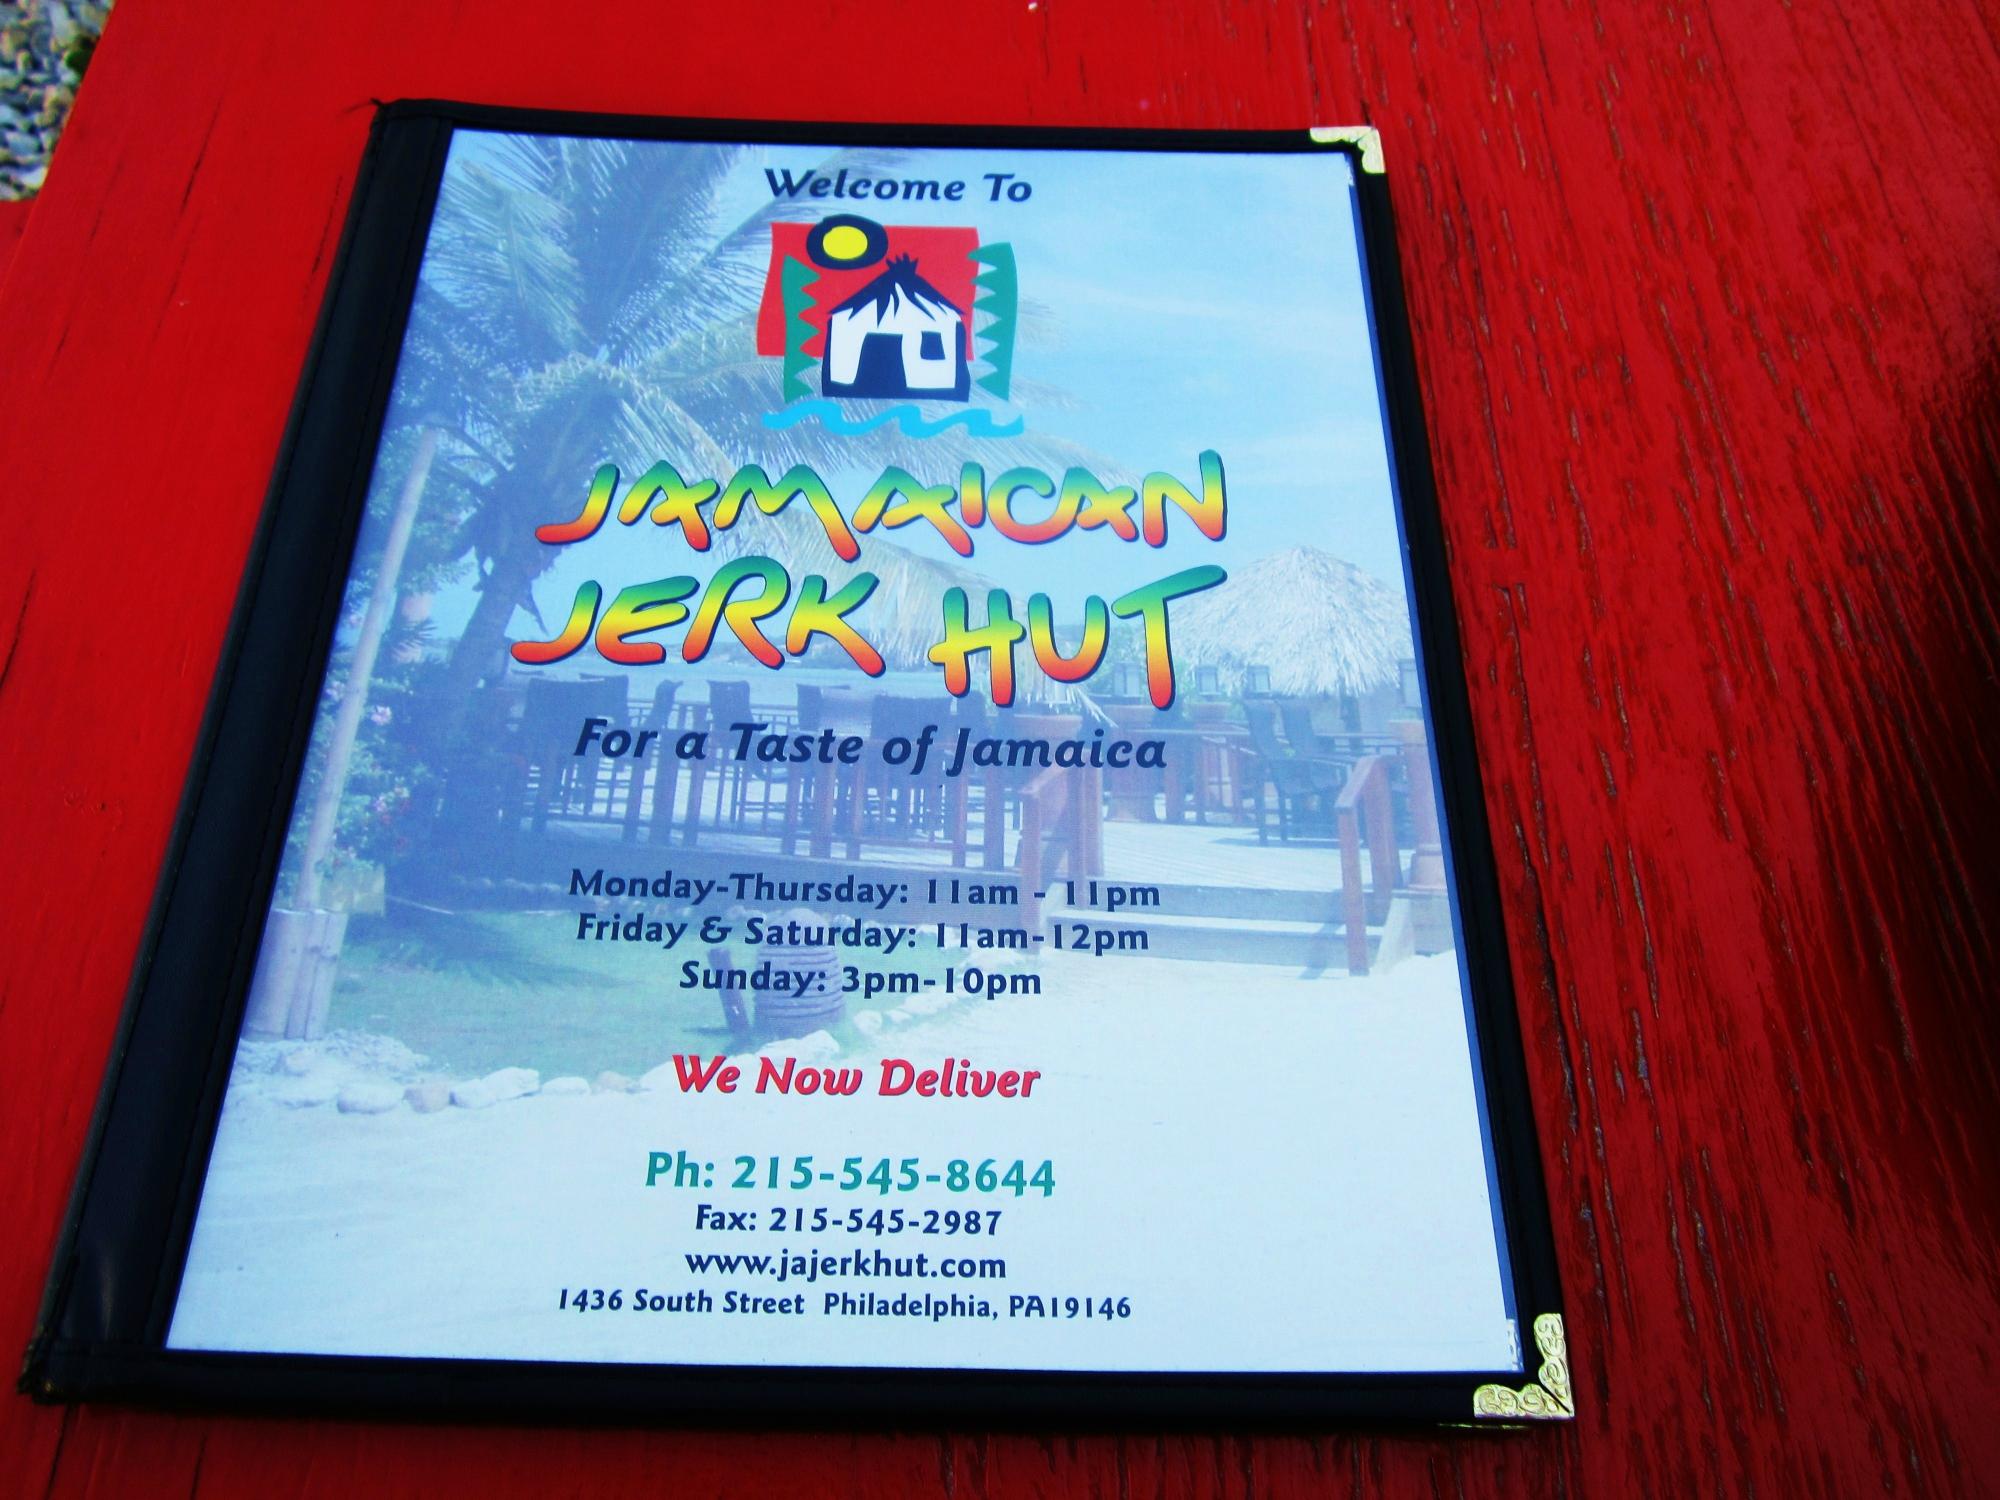 Welcome To
JAMAICAN
JERK HUT
For a Taste of Jamaica
Monday-Thursday: 11am - 11pm
Friday & Saturday: 11am-12pm
Sunday: 3pm-10pm
We Now Deliver
Ph: 215-545-8644
Fax: 215-545-2987
www.jajerkhut.com
1436 South Street Philadelphia, PA19146